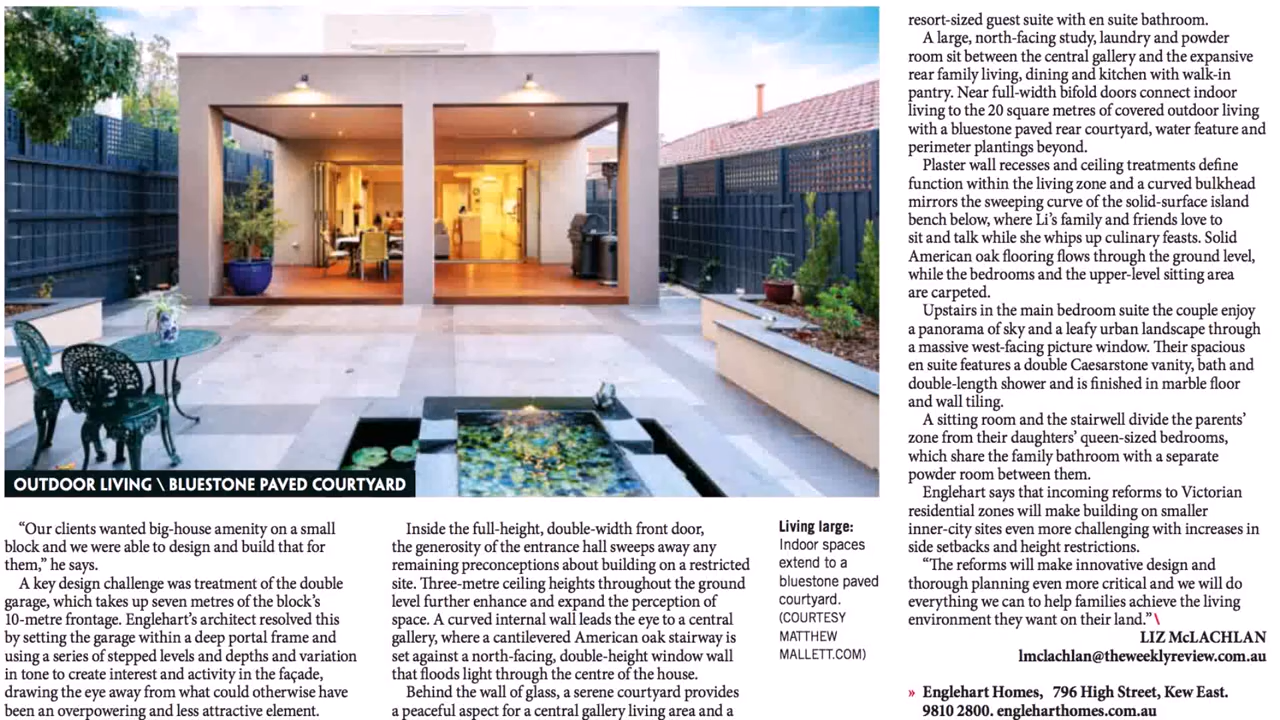 OUTDOOR LIVING \ BLUESTONE PAVED COURTYARD
“Our clients wanted big-house amenity on a small
block and we were able to design and build that for
them,” he says.
A key design challenge was treatment of the double
garage, which takes up seven metres of the block’s
10-metre frontage. Englehart’s architect resolved this
by setting the garage within a deep portal frame and
using a series of stepped levels and depths and variation
in tone to create interest and activity in the façade,
drawing the eye away from what could otherwise have
been an overpowering and less attractive element.
Inside the full-height, double-width front door,
the generosity of the entrance hall sweeps away any
remaining preconceptions about building on a restricted
site. Three-metre ceiling heights throughout the ground
level further enhance and expand the perception of
space. A curved internal wall leads the eye to a central
gallery, where a cantilevered American oak stairway is
set against a north-facing, double-height window wall
that floods light through the centre of the house.
Behind the wall of glass, a serene courtyard provides
a peaceful aspect for a central gallery living area and a
Living large:
Indoor spaces
extend to a
bluestone paved
courtyard.
(COURTESY
MATTHEW
MALLETT.COM)
resort-sized guest suite with en suite bathroom.
A large, north-facing study, laundry and powder
room sit between the central gallery and the expansive
rear family living, dining and kitchen with walk-in
pantry. Near full-width bifold doors connect indoor
living to the 20 square metres of covered outdoor living
with a bluestone paved rear courtyard, water feature and
perimeter plantings beyond.
Plaster wall recesses and ceiling treatments define
function within the living zone and a curved bulkhead
mirrors the sweeping curve of the solid-surface island
bench below, where Li’s family and friends love to
sit and talk while she whips up culinary feasts. Solid
American oak flooring flows through the ground level,
while the bedrooms and the upper-level sitting area
are carpeted.
Upstairs in the main bedroom suite the couple enjoy
a panorama of sky and a leafy urban landscape through
a massive west-facing picture window. Their spacious
en suite features a double Caesarstone vanity, bath and
double-length shower and is finished in marble floor
and wall tiling.
A sitting room and the stairwell divide the parents’
zone from their daughters’ queen-sized bedrooms,
which share the family bathroom with a separate
powder room between them.
Englehart says that incoming reforms to Victorian
residential zones will make building on smaller
inner-city sites even more challenging with increases in
side setbacks and height restrictions.
“The reforms will make innovative design and
thorough planning even more critical and we will do
everything we can to help families achieve the living
environment they want on their land.” \
LIZ McLACHLAN
lmclachlan@theweeklyreview.com.au
» Englehart Homes, 796 High Street, Kew East.
9810 2800. engleharthomes.com.au